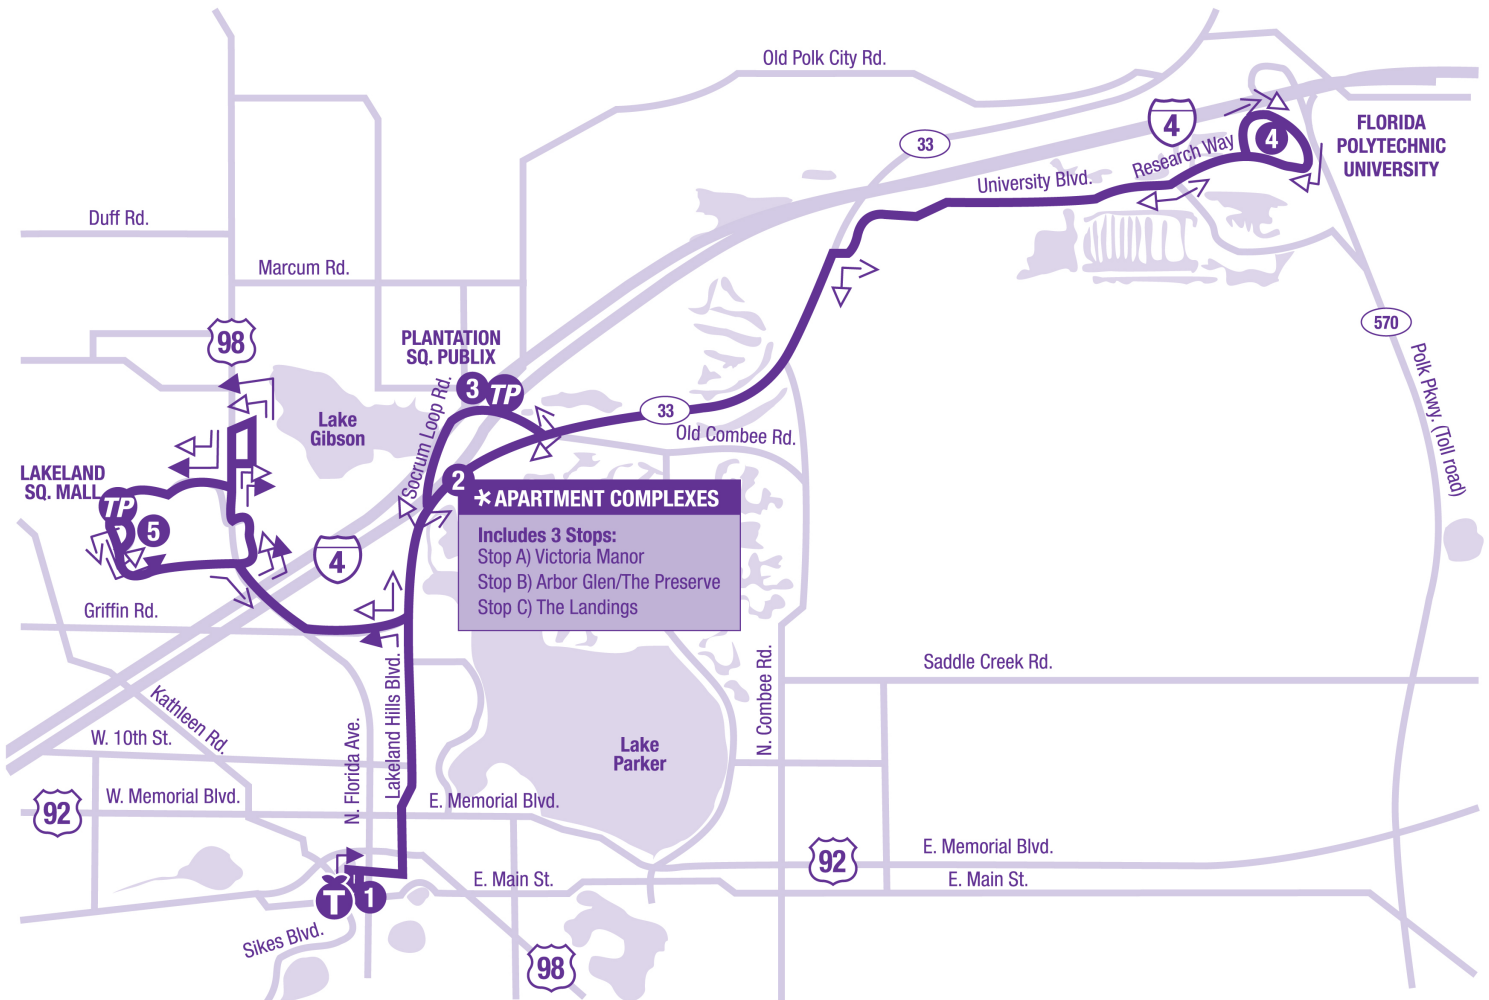 Old Polk City Rd.
33
4
4
FLORIDA
POLYTECHNIC
UNIVERSITY
Research Way
University Blvd.
Duff Rd.
Marcum Rd.
98
570
PLANTATION
SQ. PUBLIX
3
TP
Polk Pkwy. (Toll road)
33
Lake
Gibson
Socrum Loop Rd.
Old Combee Rd.
LAKELAND
SQ. MALL
TP
5
2
*APARTMENT COMPLEXES
Includes 3 Stops:
Stop A) Victoria Manor
Stop B) Arbor Glen/The Preserve
Stop C) The Landings
4
Griffin Rd.
Saddle Creek Rd.
Kathleen Rd.
Lakeland Hills Blvd.
N. Combee Rd.
N. Florida Ave.
W. 10th St.
Lake
Parker
W. Memorial Blvd.
E. Memorial Blvd.
92
92
E. Memorial Blvd.
E. Main St.
E. Main St.
T
1
Sikes Blvd.
98